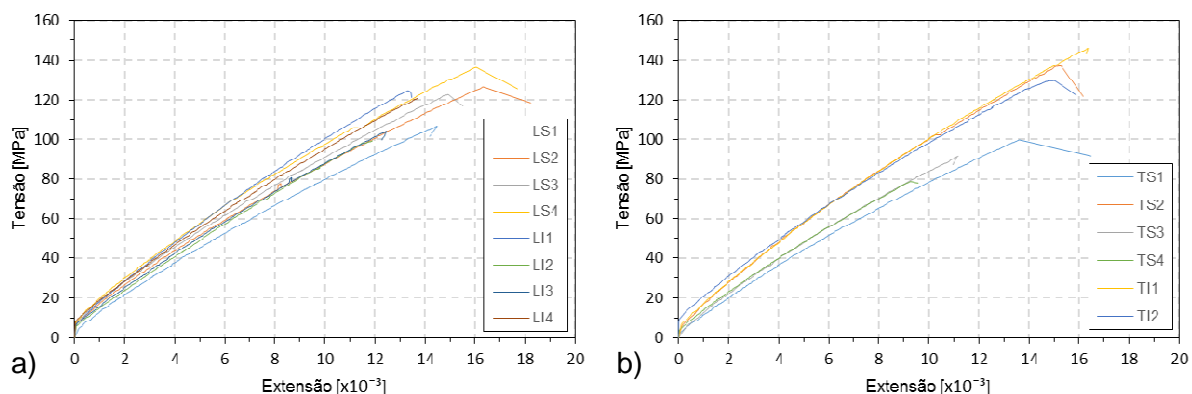 160
140
120
100
80
60
40
20
0
Tensão [MPa]
0 2 4 6 8 10 12 14 16 18 20
Extensão [x10⁻³]
LS1
LS2
LS3
LS4
LI1
LI2
LI3
LI4
a)
160
140
120
100
80
60
40
20
0
Tensão [MPa]
0 2 4 6 8 10 12 14 16 18 20
Extensão [x10⁻³]
TS1
TS2
TS3
TS4
TI1
TI2
b)